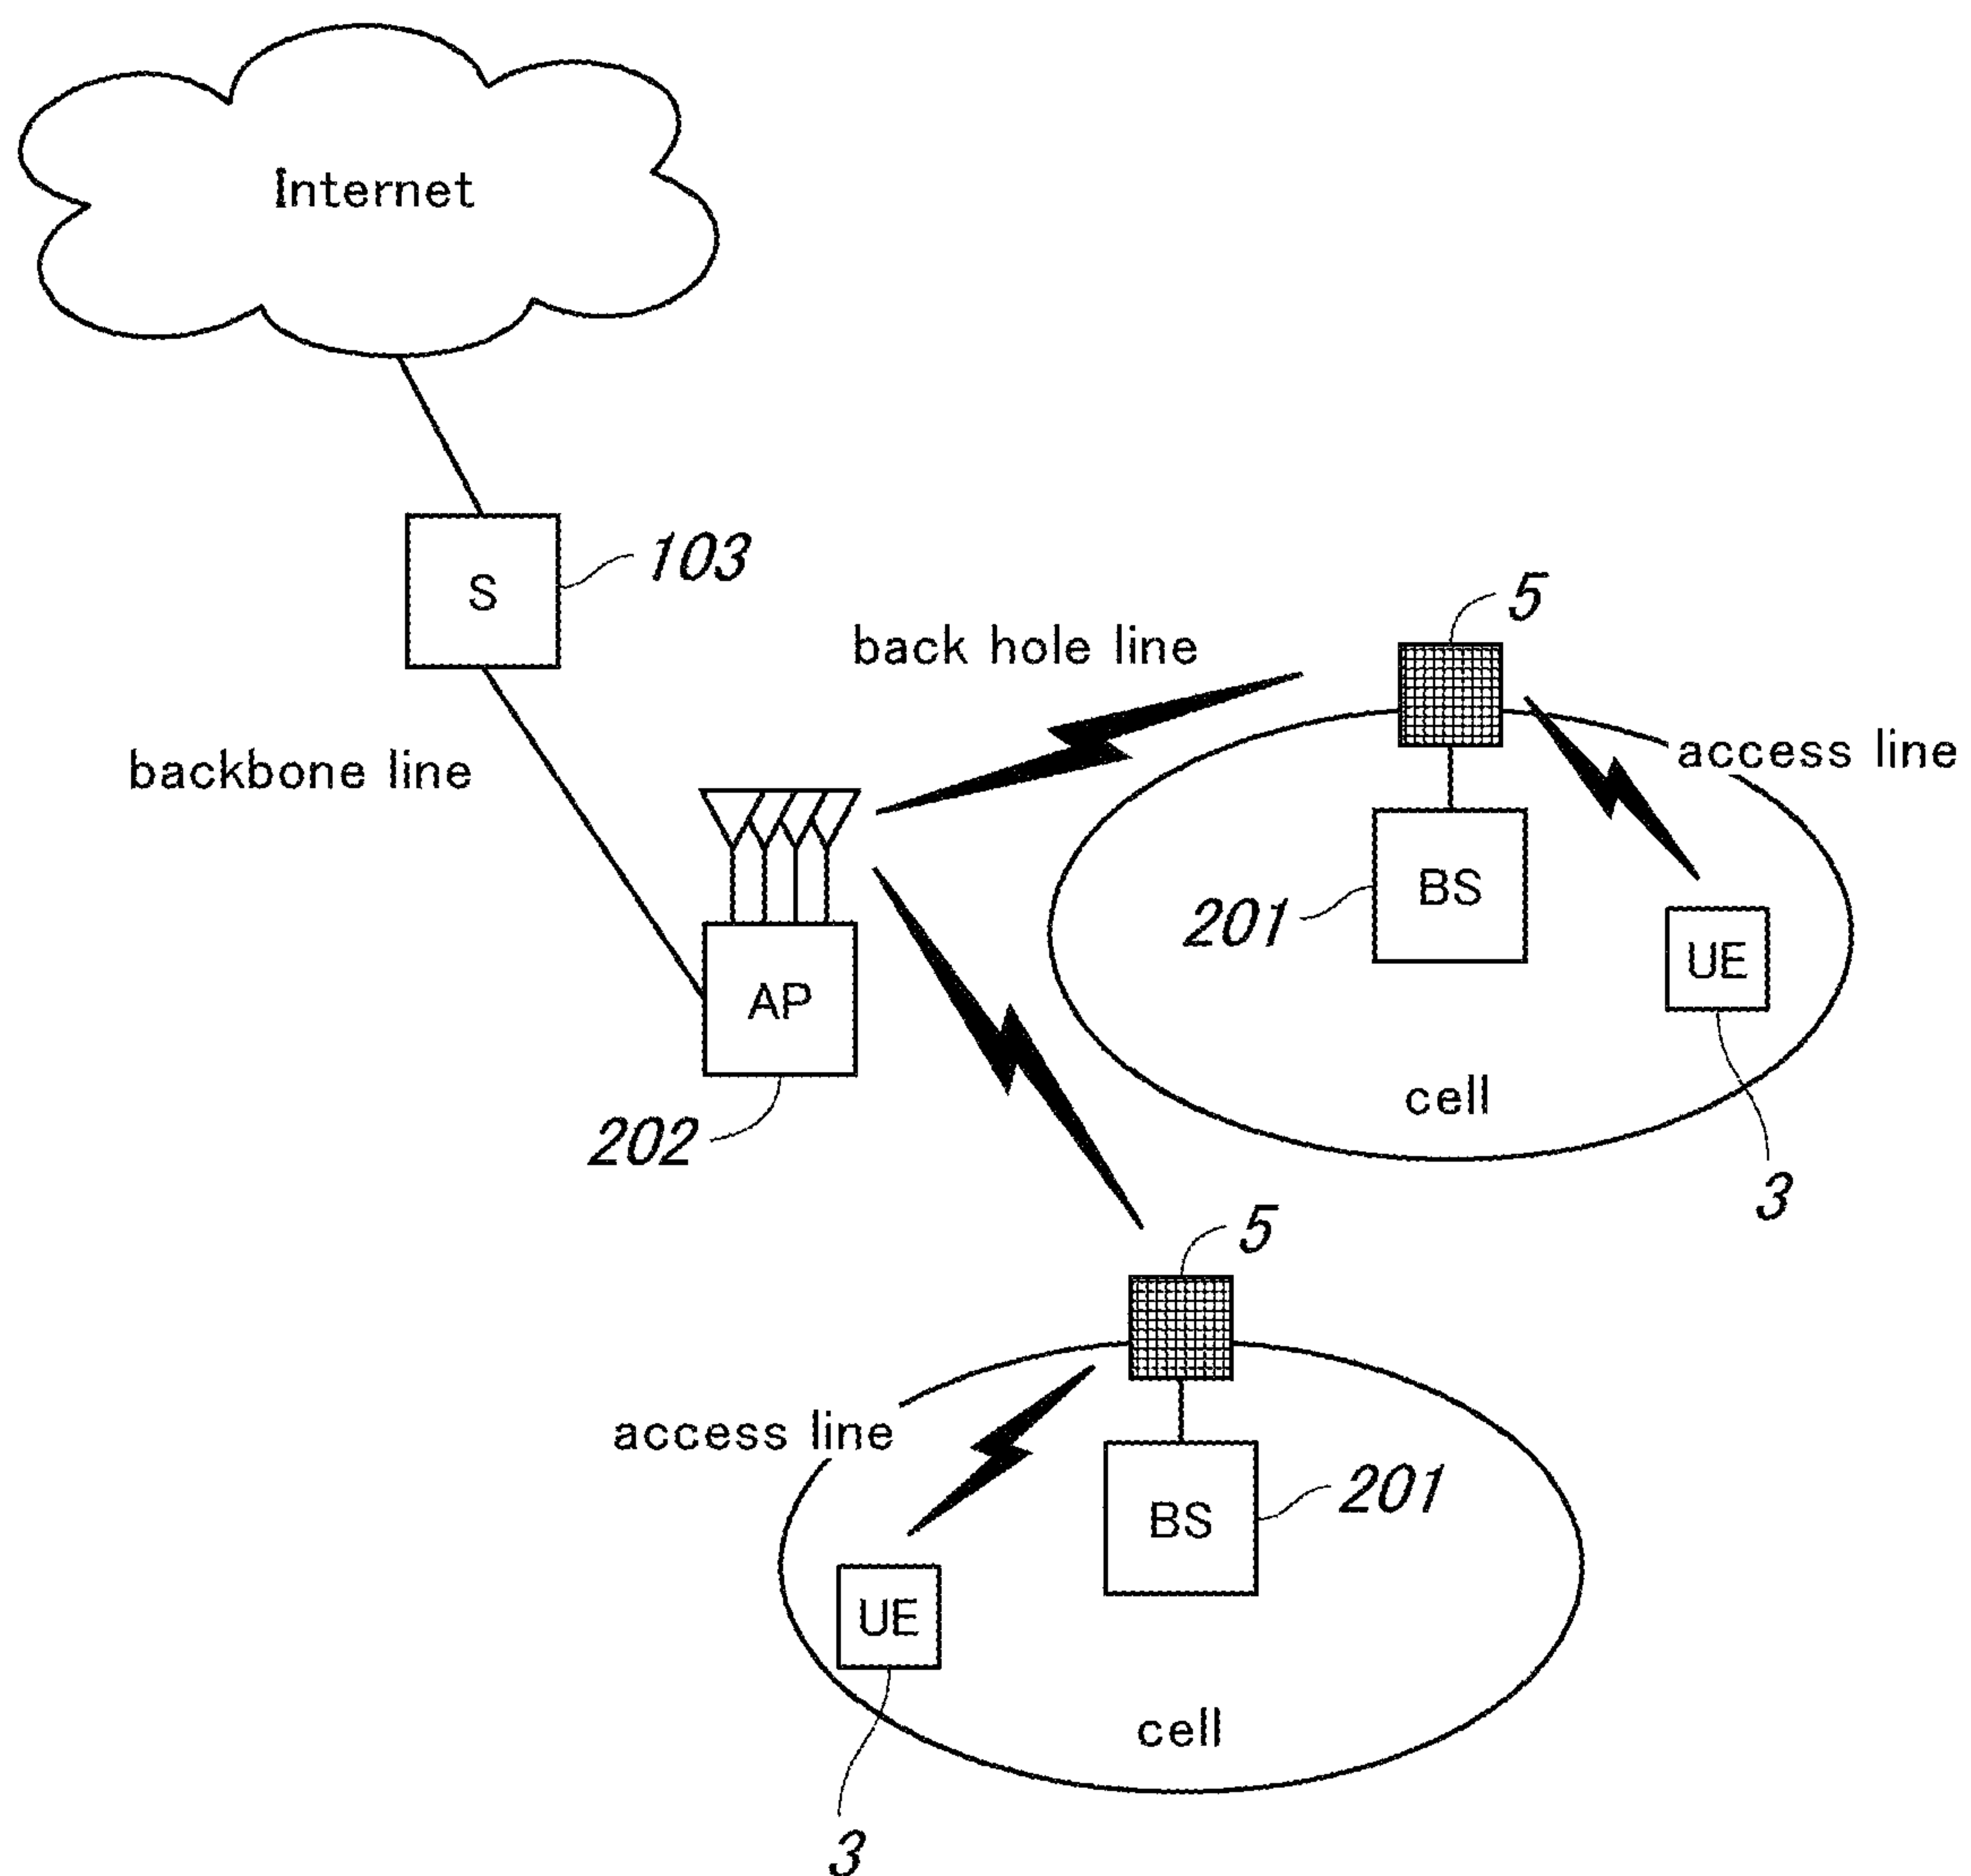 Internet
S
103
5
back hole line
backbone line
access line
BS
201
UE
AP
cell
202
3
5
access line
BS
201
UE
cell
3